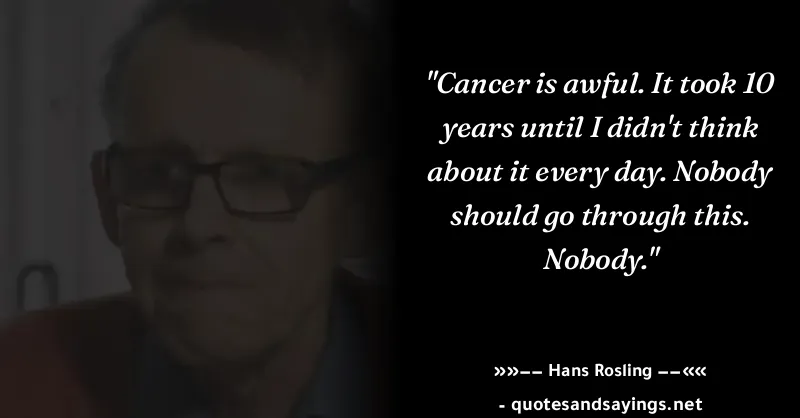 "Cancer is awful. It took 10
years until I didn't think
about it every day. Nobody
should go through this.
Nobody."
»»−− Hans Rosling −−««
- quotesandsayings.net